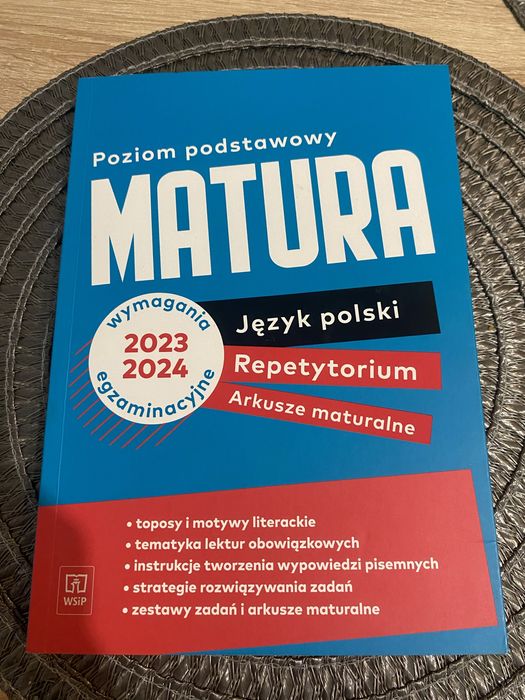 Poziom podstawowy
MATURA
wymagania
2023
2024
egzaminacyjne
Język polski
Repetytorium
Arkusze maturalne
• toposy i motywy literackie
• tematyka lektur obowiązkowych
• instrukcje tworzenia wypowiedzi pisemnych
• strategie rozwiązywania zadań
• zestawy zadań i arkusze maturalne
WSiP